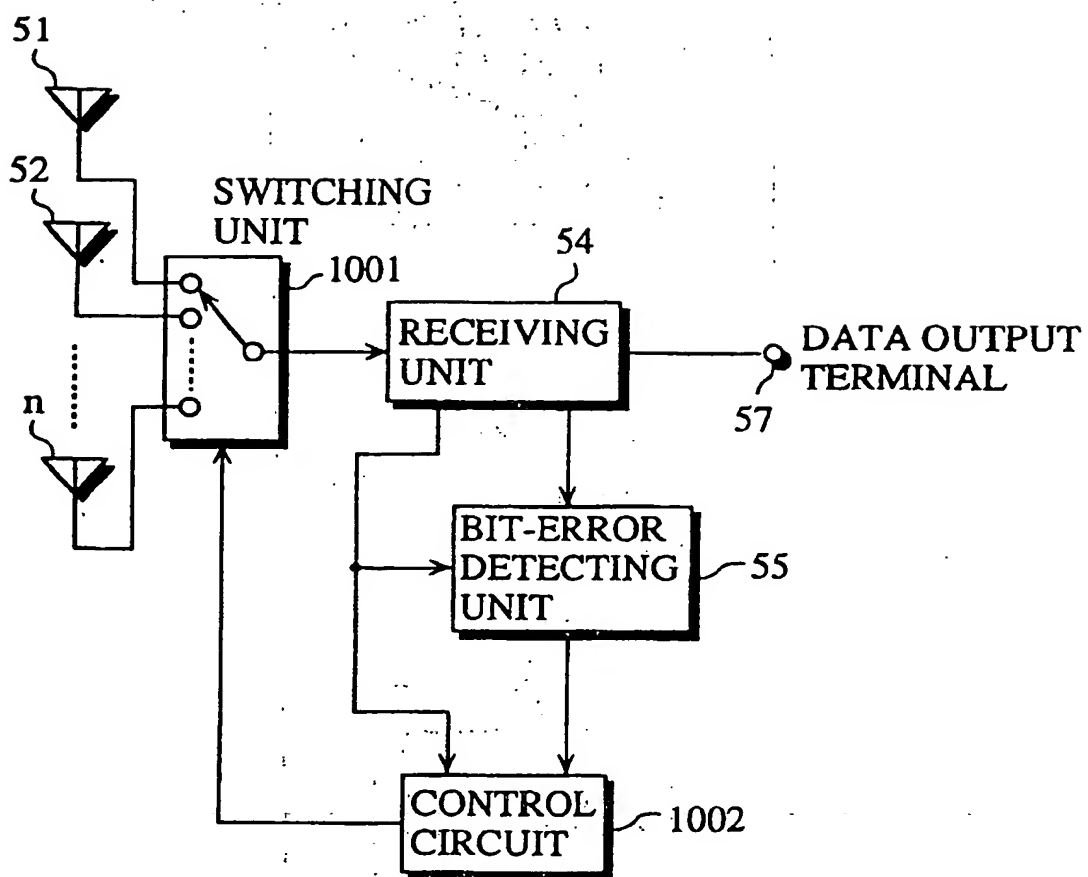 51
52
n
SWITCHING
UNIT
1001
54
RECEIVING
UNIT
DATA OUTPUT
TERMINAL
57
BIT-ERROR
DETECTING
UNIT
55
CONTROL
CIRCUIT
1002